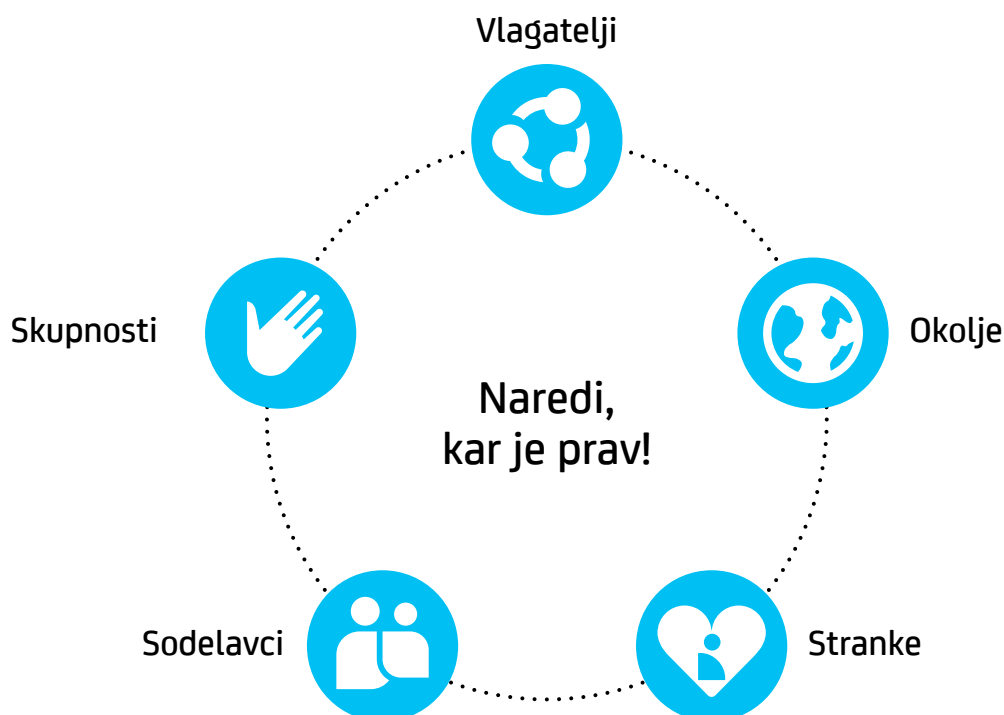 Vlagatelji
Skupnosti
Okolje
Naredi,
kar je prav!
Sodelavci
Stranke